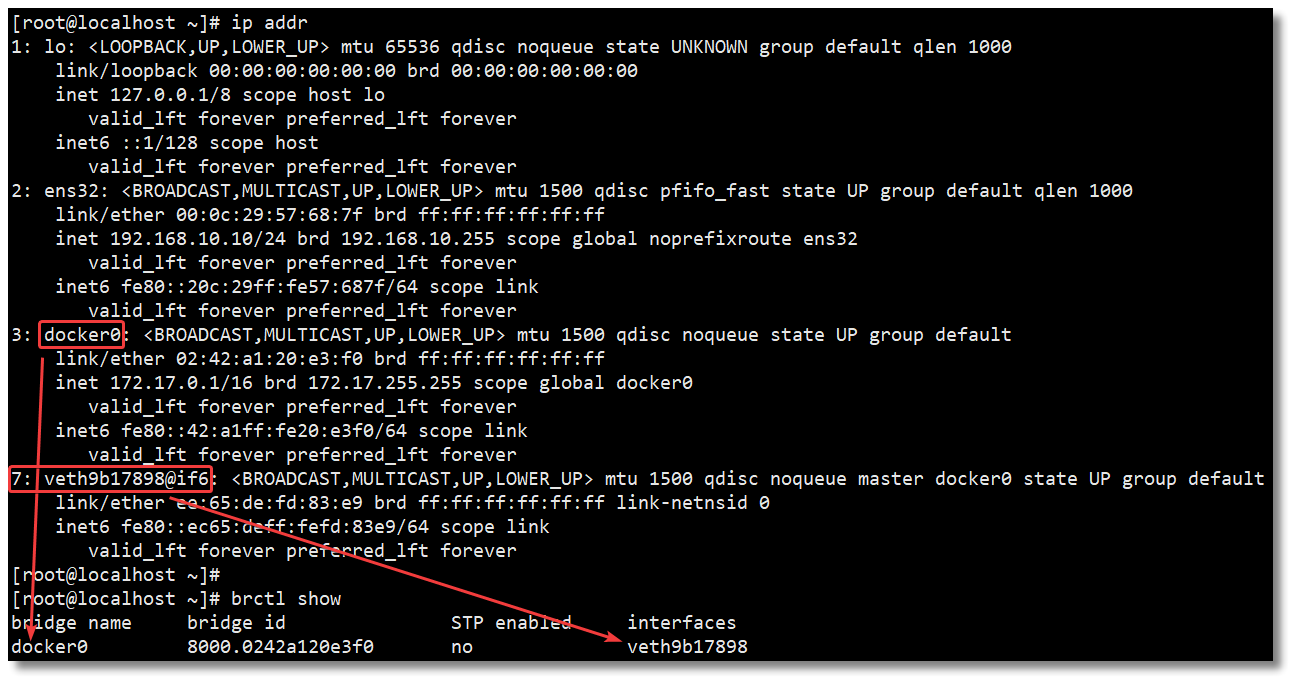 [root@localhost ~]# ip addr
1: lo: <LOOPBACK,UP,LOWER_UP> mtu 65536 qdisc noqueue state UNKNOWN group default qlen 1000
    link/loopback 00:00:00:00:00:00 brd 00:00:00:00:00:00
    inet 127.0.0.1/8 scope host lo
       valid_lft forever preferred_lft forever
    inet6 ::1/128 scope host
       valid_lft forever preferred_lft forever
2: ens32: <BROADCAST,MULTICAST,UP,LOWER_UP> mtu 1500 qdisc pfifo_fast state UP group default qlen 1000
    link/ether 00:0c:29:57:68:7f brd ff:ff:ff:ff:ff:ff
    inet 192.168.10.10/24 brd 192.168.10.255 scope global noprefixroute ens32
       valid_lft forever preferred_lft forever
    inet6 fe80::20c:29ff:fe57:687f/64 scope link
       valid_lft forever preferred_lft forever
3: docker0: <BROADCAST,MULTICAST,UP,LOWER_UP> mtu 1500 qdisc noqueue state UP group default
    link/ether 02:42:a1:20:e3:f0 brd ff:ff:ff:ff:ff:ff
    inet 172.17.0.1/16 brd 172.17.255.255 scope global docker0
       valid_lft forever preferred_lft forever
    inet6 fe80::42:a1ff:fe20:e3f0/64 scope link
       valid_lft forever preferred_lft forever
7: veth9b17898@if6: <BROADCAST,MULTICAST,UP,LOWER_UP> mtu 1500 qdisc noqueue master docker0 state UP group default
    link/ether ee:65:de:fd:83:e9 brd ff:ff:ff:ff:ff:ff link-netnsid 0
    inet6 fe80::ec65:deff:fefd:83e9/64 scope link
       valid_lft forever preferred_lft forever
[root@localhost ~]#
[root@localhost ~]# brctl show
bridge name     bridge id               STP enabled     interfaces
docker0         8000.0242a120e3f0       no              veth9b17898